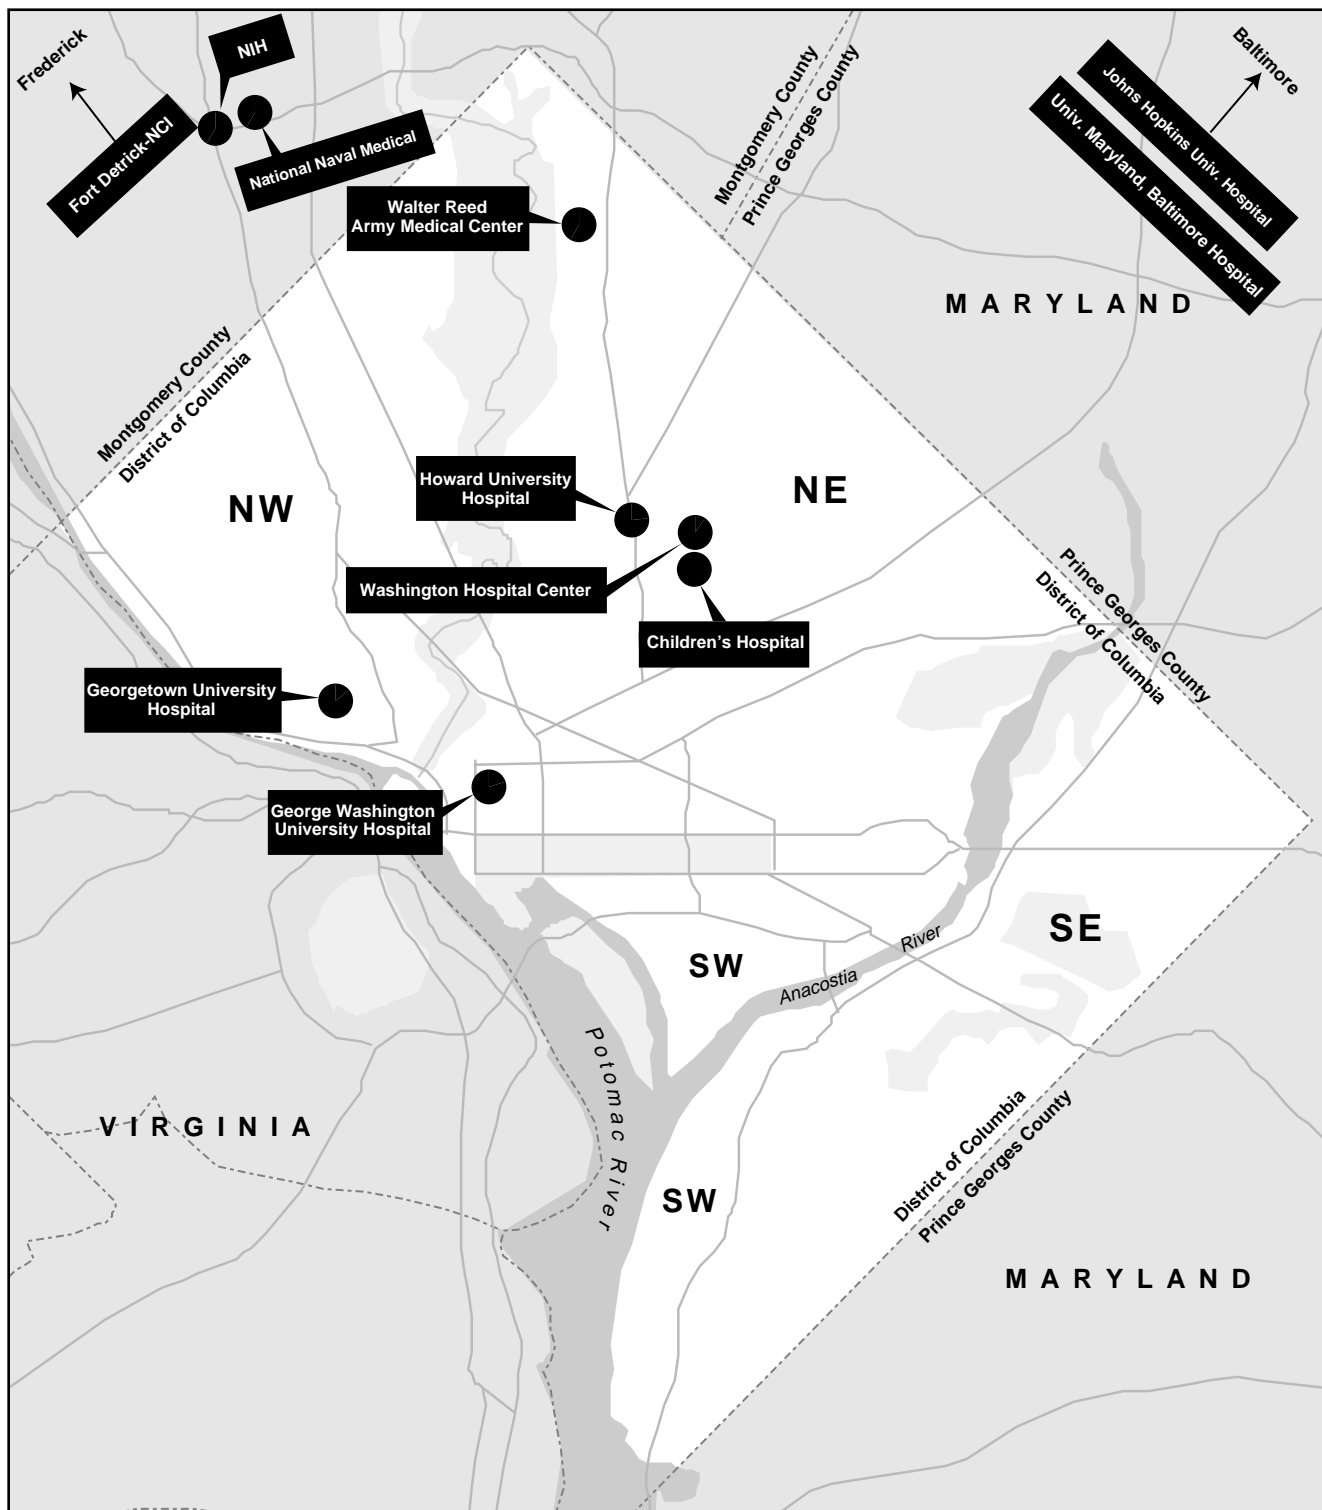 Frederick
NIH
Fort Detrick-NCI
National Naval Medical
Walter Reed
Army Medical Center
Montgomery County
Prince Georges County
Baltimore
Johns Hopkins Univ. Hospital
Univ. Maryland, Baltimore Hospital
MARYLAND
Montgomery County
District of Columbia
NW
Howard University
Hospital
NE
Washington Hospital Center
Children’s Hospital
Prince Georges County
District of Columbia
Georgetown University
Hospital
George Washington
University Hospital
SE
SW
Anacostia
River
Potomac River
VIRGINIA
SW
District of Columbia
Prince Georges County
MARYLAND